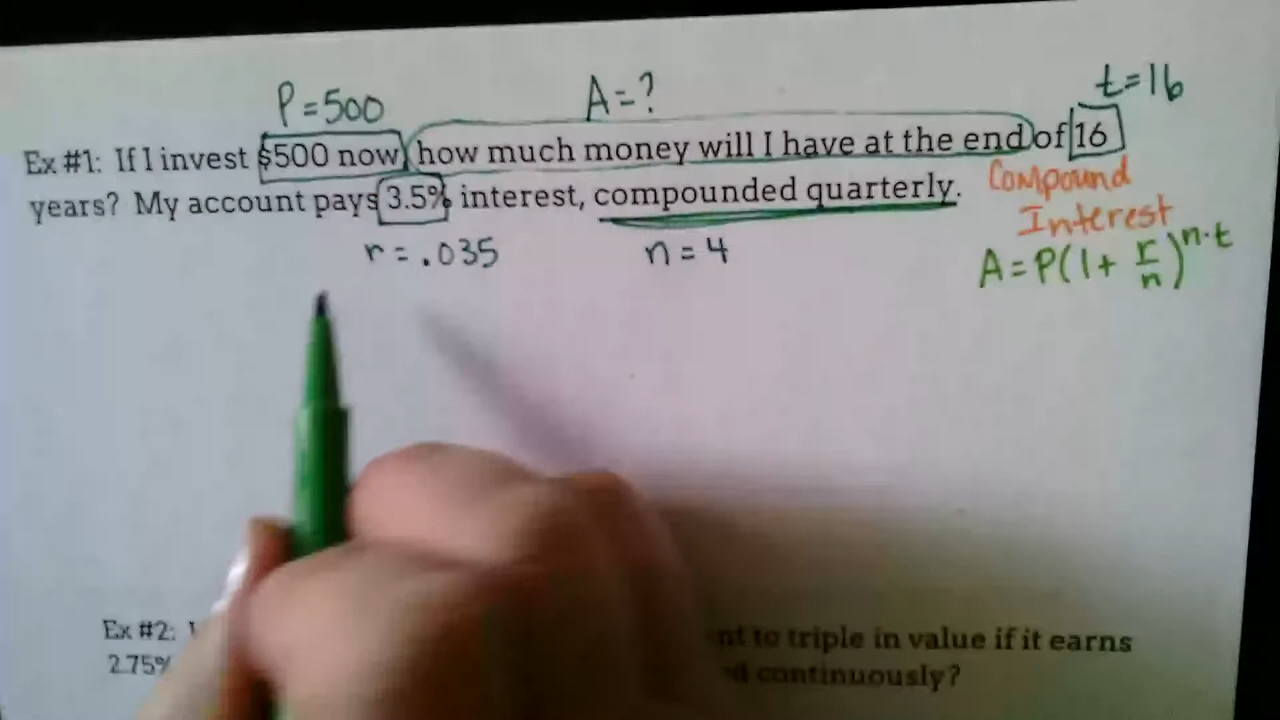 P = 500 A = ? t = 16
Ex #1: If I invest $500 now, how much money will I have at the end of 16
years? My account pays 3.5% interest, compounded quarterly.
Compound
Interest
r = .035 n = 4
A = P(1 + r/n)^n·t
Ex #2: to triple in value if it earns
2.75% continuously?